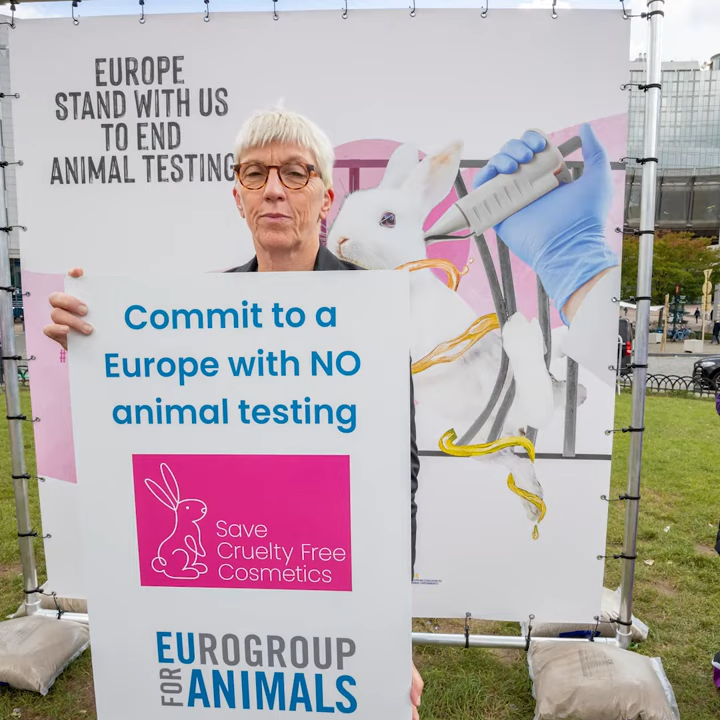 EUROPE
STAND WITH US
TO END
ANIMAL TESTING
Commit to a
Europe with NO
animal testing
Save
Cruelty Free
Cosmetics
EUROGROUP
FOR ANIMALS